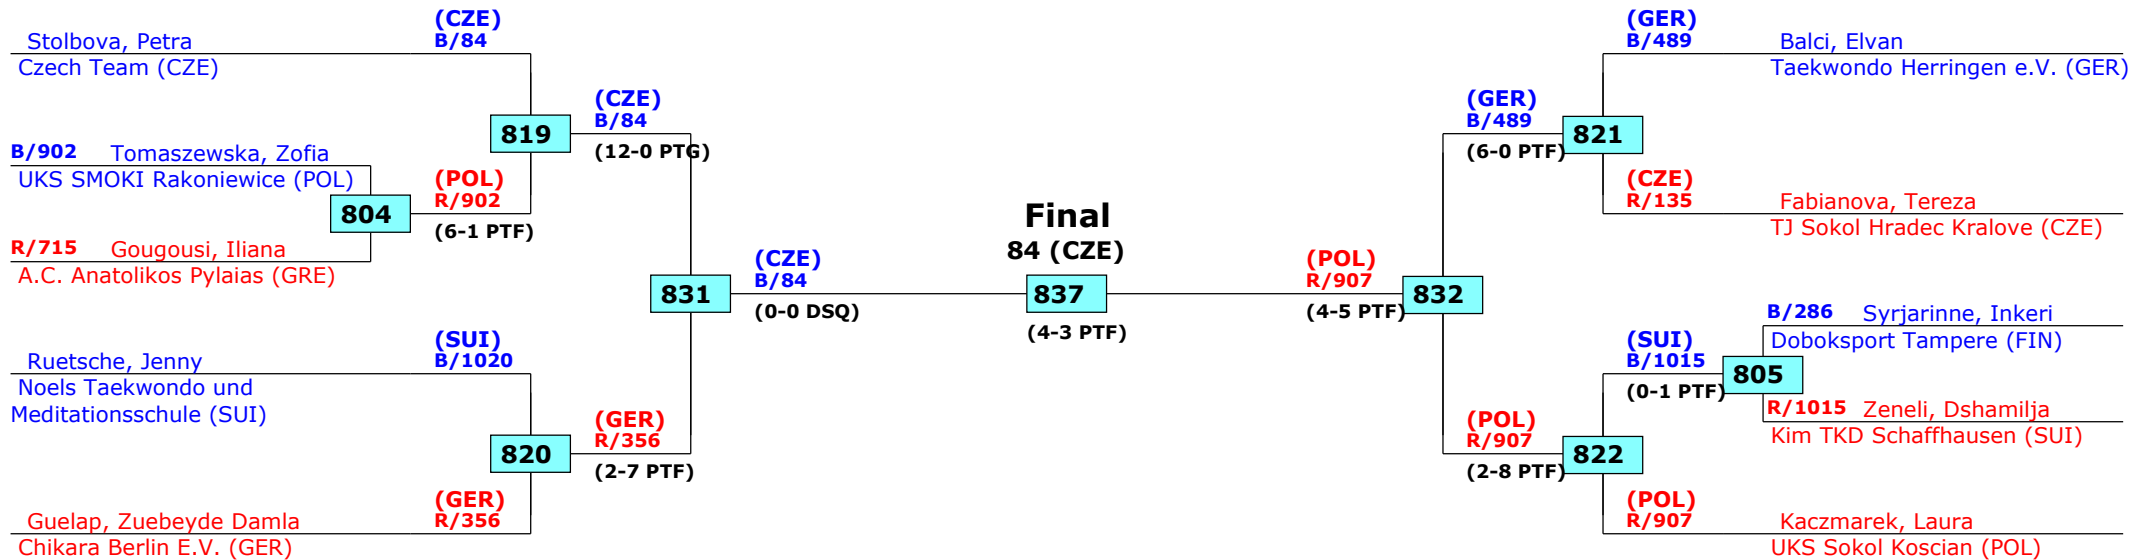 (CZE)
B/84
Stolbova, Petra
Czech Team (CZE)
819
B/902 Tomaszewska, Zofia
UKS SMOKI Rakoniewice (POL)
804
R/715 Gougousi, Iliana
A.C. Anatolikos Pylaias (GRE)
(POL)
R/902
(6-1 PTF)
(CZE)
B/84
(12-0 PTG)
831
(SUI)
B/1020
Ruetsche, Jenny
Noels Taekwondo und
Meditationsschule (SUI)
820
(GER)
R/356
Guelap, Zuebeyde Damla
Chikara Berlin E.V. (GER)
(GER)
R/356
(2-7 PTF)
(CZE)
B/84
(0-0 DSQ)
Final
84 (CZE)
837
(4-3 PTF)
(POL)
R/907
(4-5 PTF)
832
(GER)
B/489
(6-0 PTF)
821
(GER)
B/489
Balci, Elvan
Taekwondo Herringen e.V. (GER)
(CZE)
R/135
Fabianova, Tereza
TJ Sokol Hradec Kralove (CZE)
(POL)
R/907
(2-8 PTF)
822
(SUI)
B/1015
(0-1 PTF)
805
B/286 Syrjarinne, Inkeri
Doboksport Tampere (FIN)
R/1015 Zeneli, Dshamilja
Kim TKD Schaffhausen (SUI)
(POL)
R/907
Kaczmarek, Laura
UKS Sokol Koscian (POL)